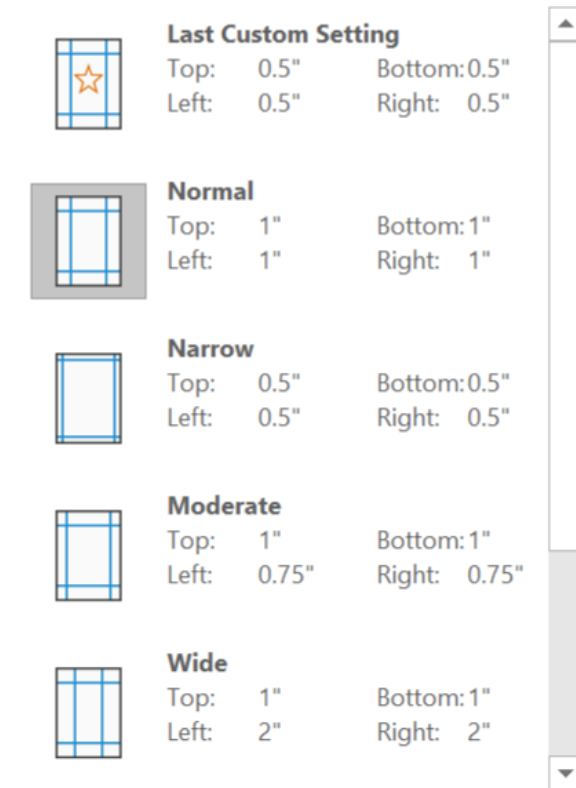 Last Custom Setting
Top: 0.5" Bottom: 0.5"
Left: 0.5" Right: 0.5"
Normal
Top: 1" Bottom: 1"
Left: 1" Right: 1"
Narrow
Top: 0.5" Bottom: 0.5"
Left: 0.5" Right: 0.5"
Moderate
Top: 1" Bottom: 1"
Left: 0.75" Right: 0.75"
Wide
Top: 1" Bottom: 1"
Left: 2" Right: 2"